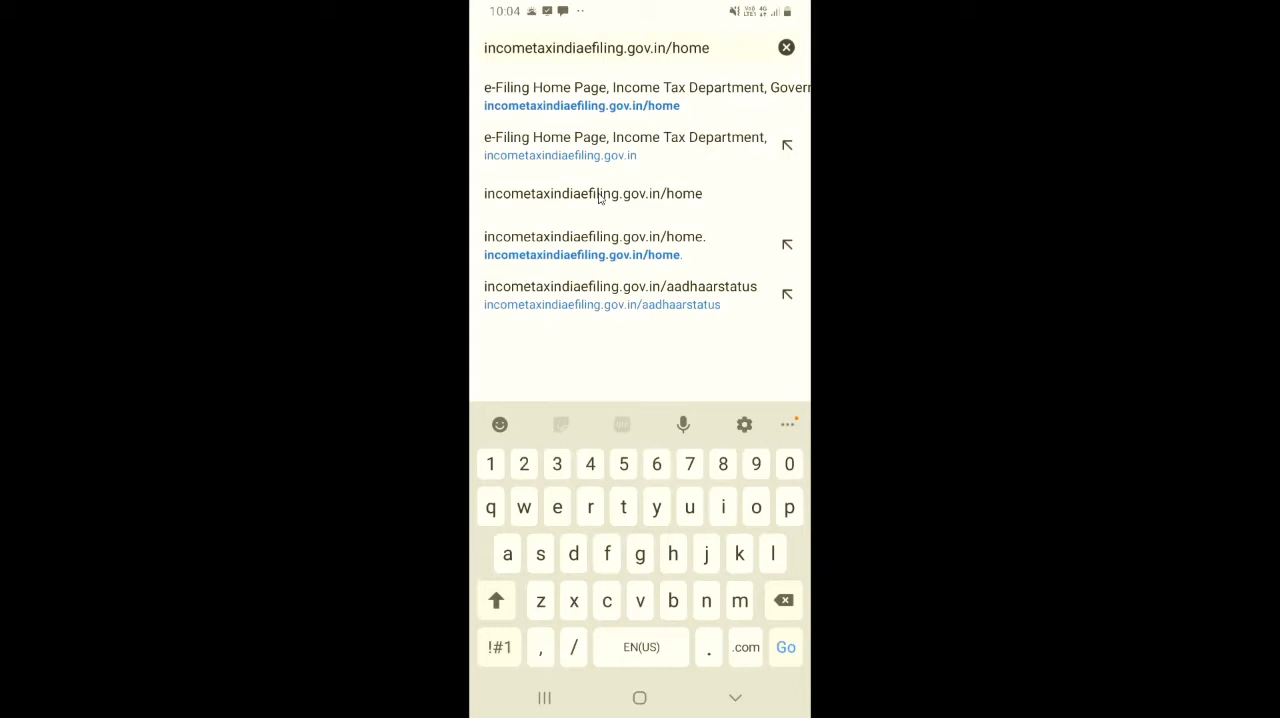 10:04
incometaxindiaefiling.gov.in/home
e-Filing Home Page, Income Tax Department, Govern
incometaxindiaefiling.gov.in/home
e-Filing Home Page, Income Tax Department,
incometaxindiaefiling.gov.in
incometaxindiaefiling.gov.in/home
incometaxindiaefiling.gov.in/home.
incometaxindiaefiling.gov.in/home.
incometaxindiaefiling.gov.in/aadhaarstatus
incometaxindiaefiling.gov.in/aadhaarstatus
1 2 3 4 5 6 7 8 9 0
q w e r t y u i o p
a s d f g h j k l
z x c v b n m
!#1 , / EN(US) . .com Go